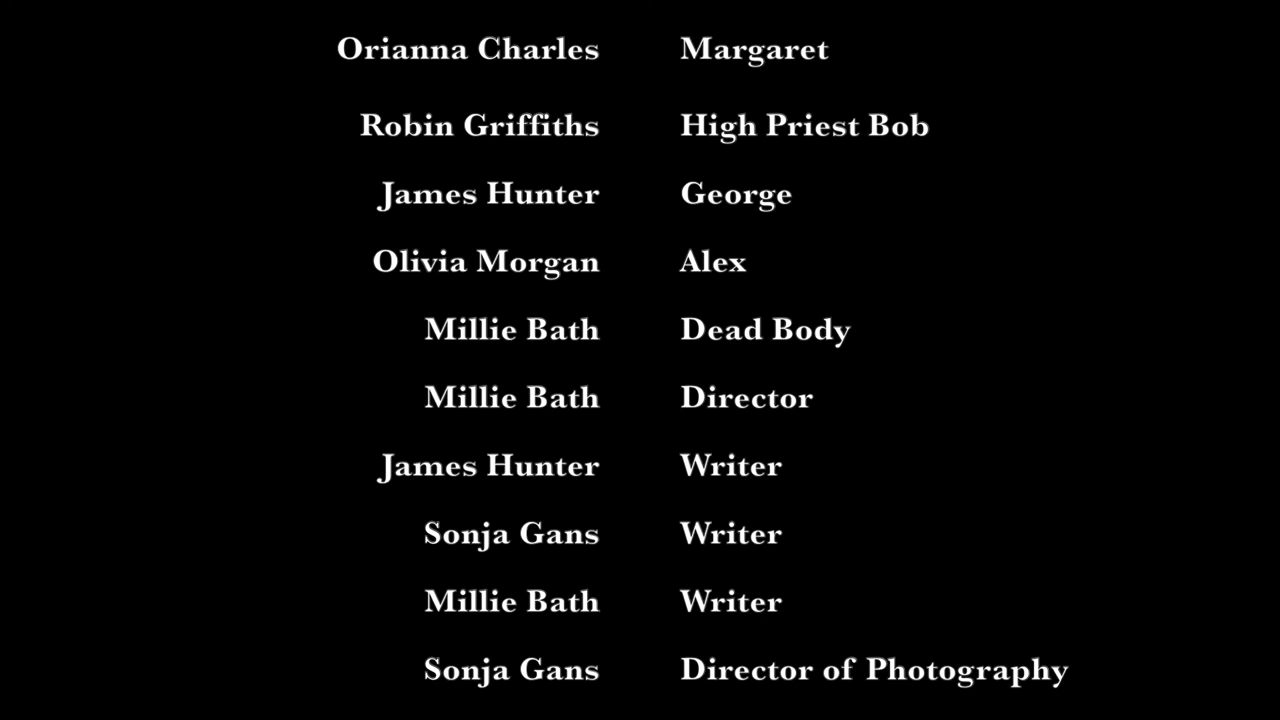 Orianna Charles Margaret
Robin Griffiths High Priest Bob
James Hunter George
Olivia Morgan Alex
Millie Bath Dead Body
Millie Bath Director
James Hunter Writer
Sonja Gans Writer
Millie Bath Writer
Sonja Gans Director of Photography